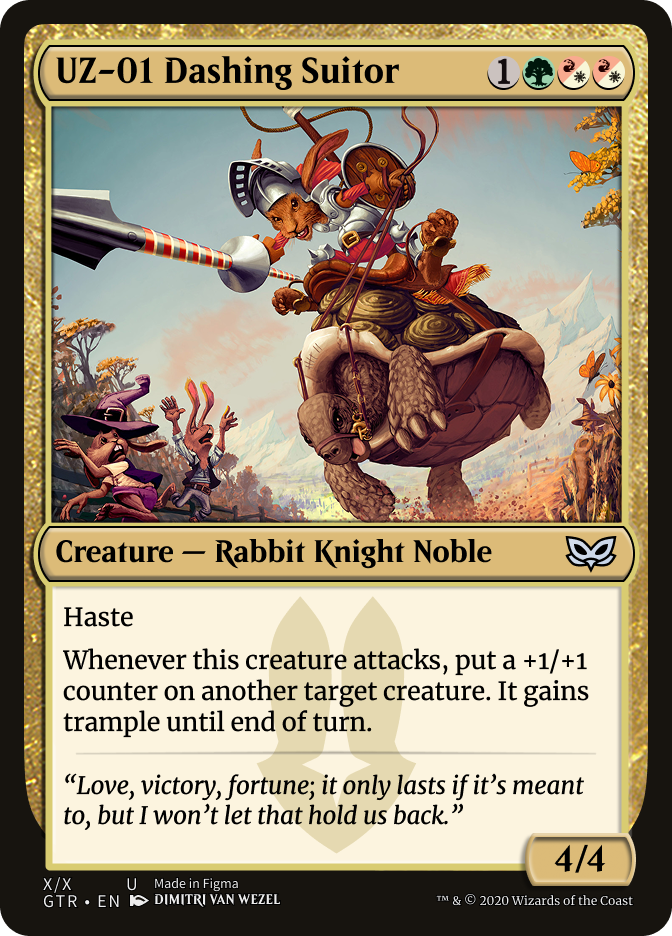 UZ-01 Dashing Suitor 1
Creature — Rabbit Knight Noble
Haste
Whenever this creature attacks, put a +1/+1
counter on another target creature. It gains
trample until end of turn.
“Love, victory, fortune; it only lasts if it’s meant
to, but I won’t let that hold us back.”
4/4
X/X U Made in Figma
GTR • EN DIMITRI VAN WEZEL ™ & © 2020 Wizards of the Coast